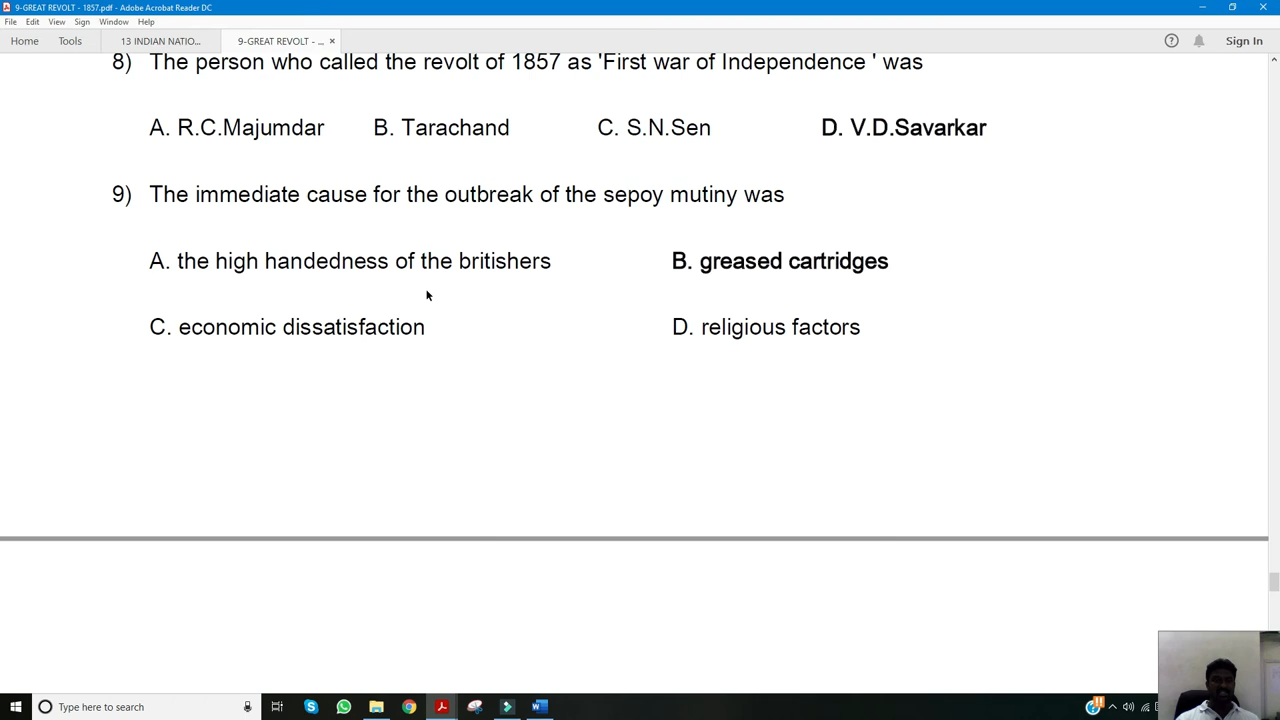 9-GREAT REVOLT - 1857.pdf - Adobe Acrobat Reader DC
File Edit View Sign Window Help
Home Tools 13 INDIAN NATIO... 9-GREAT REVOLT - ... × Sign In
8) The person who called the revolt of 1857 as 'First war of Independence ' was
A. R.C.Majumdar B. Tarachand C. S.N.Sen D. V.D.Savarkar
9) The immediate cause for the outbreak of the sepoy mutiny was
A. the high handedness of the britishers B. greased cartridges
C. economic dissatisfaction D. religious factors
Type here to search